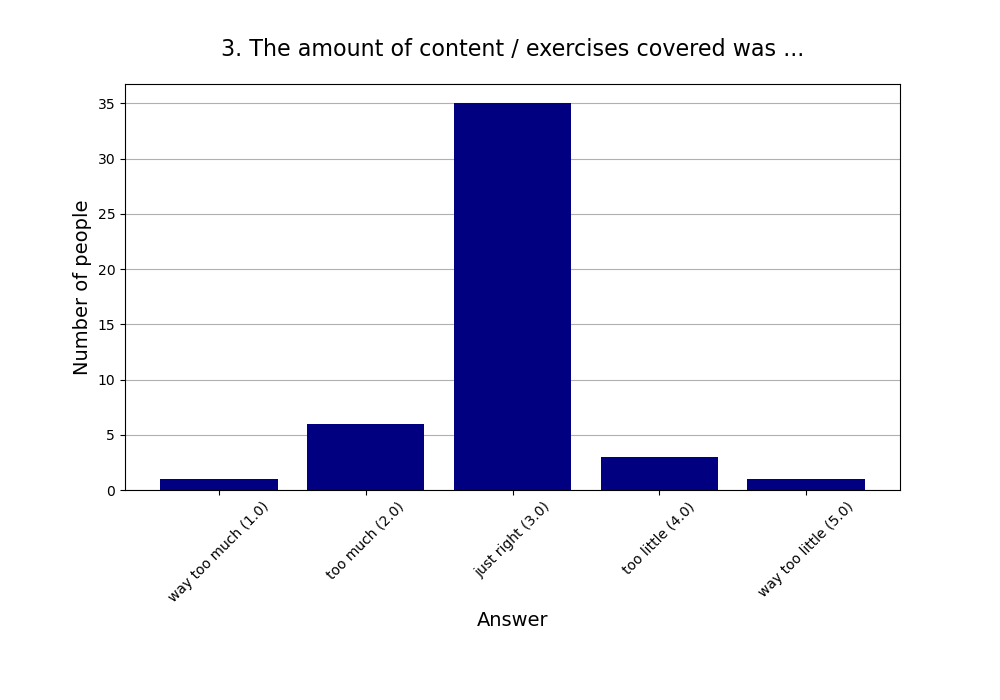 3. The amount of content / exercises covered was ...
Number of people
35
30
25
20
15
10
5
0
way too much (1.0)
too much (2.0)
just right (3.0)
too little (4.0)
way too little (5.0)
Answer